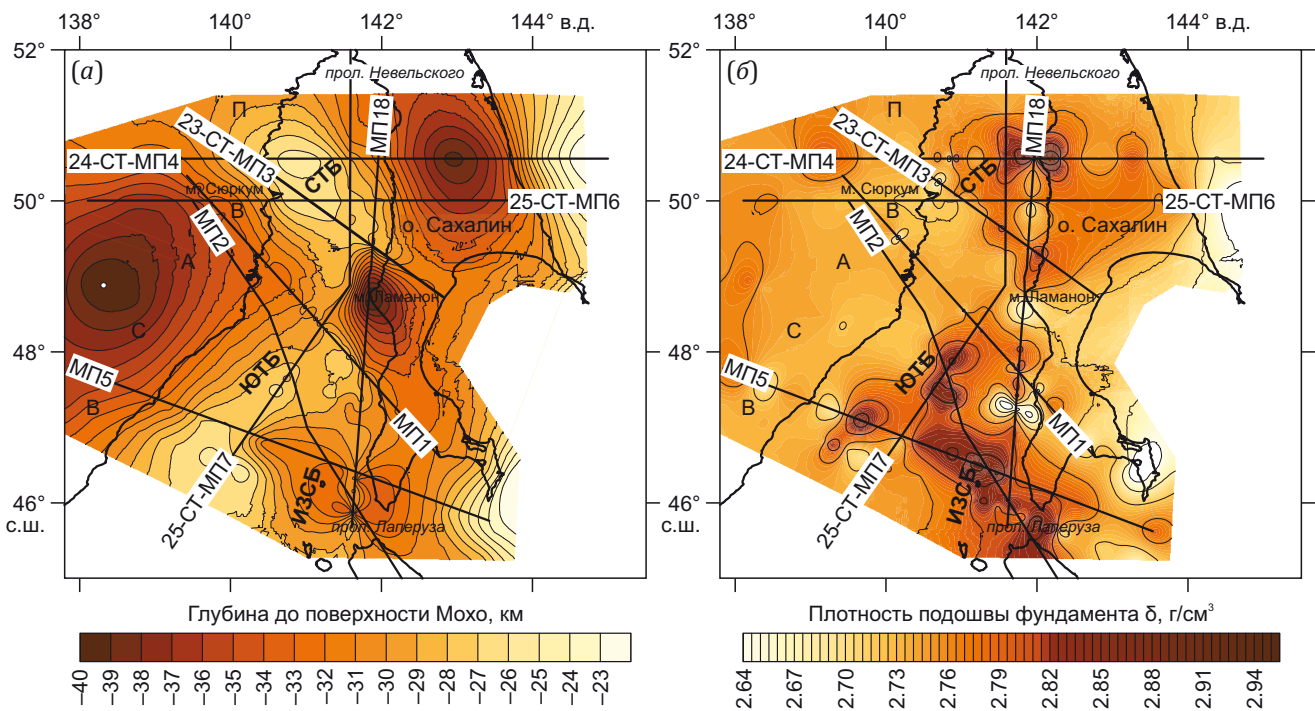 138° 140° 142° 144° в.д.
138° 140° 142° 144° в.д.
52°
50°
48°
46°
с.ш.
(а)
прол. Невельского
П
МП18
23-СТ-МП3
24-СТ-МП4
СТБ
м. Сюркум
В
25-СТ-МП6
МП2
о. Сахалин
А
м. Ламанон
С
МП5
ЮТБ
В
МП1
25-СТ-МП7
ИЗСБ
прол. Лаперуза
Глубина до поверхности Мохо, км
–40 –39 –38 –37 –36 –35 –34 –33 –32 –31 –30 –29 –28 –27 –26 –25 –24 –23
52°
50°
48°
46°
с.ш.
(б)
прол. Невельского
П
МП18
23-СТ-МП3
24-СТ-МП4
СТБ
м. Сюркум
В
25-СТ-МП6
МП2
о. Сахалин
А
м. Ламанон
С
МП5
ЮТБ
В
МП1
25-СТ-МП7
ИЗСБ
прол. Лаперуза
Плотность подошвы фундамента δ, г/см³
2.64 2.67 2.70 2.73 2.76 2.79 2.82 2.85 2.88 2.91 2.94